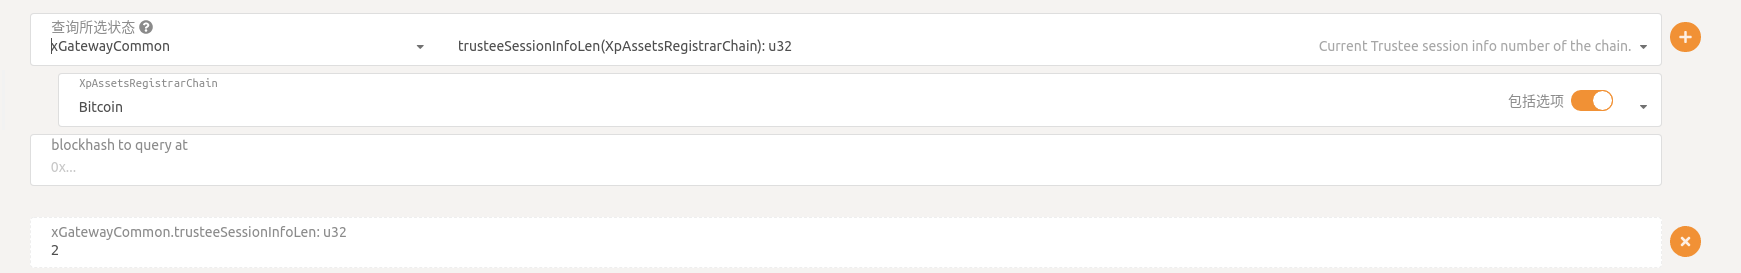 查询所选状态
xGatewayCommon
trusteeSessionInfoLen(XpAssetsRegistrarChain): u32
Current Trustee session info number of the chain.
XpAssetsRegistrarChain
Bitcoin
包括选项
blockhash to query at
0x...
xGatewayCommon.trusteeSessionInfoLen: u32
2